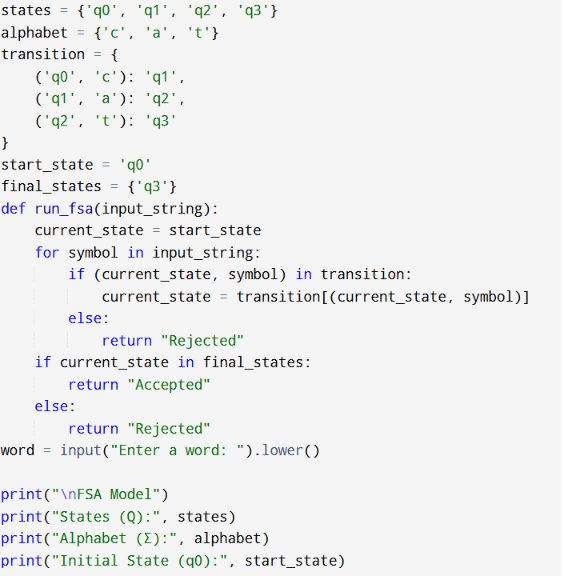 states = {'q0', 'q1', 'q2', 'q3'}
alphabet = {'c', 'a', 't'}
transition = {
    ('q0', 'c'): 'q1',
    ('q1', 'a'): 'q2',
    ('q2', 't'): 'q3'
}
start_state = 'q0'
final_states = {'q3'}
def run_fsa(input_string):
    current_state = start_state
    for symbol in input_string:
        if (current_state, symbol) in transition:
            current_state = transition[(current_state, symbol)]
        else:
            return "Rejected"
    if current_state in final_states:
        return "Accepted"
    else:
        return "Rejected"
word = input("Enter a word: ").lower()

print("\nFSA Model")
print("States (Q):", states)
print("Alphabet (Σ):", alphabet)
print("Initial State (q0):", start_state)